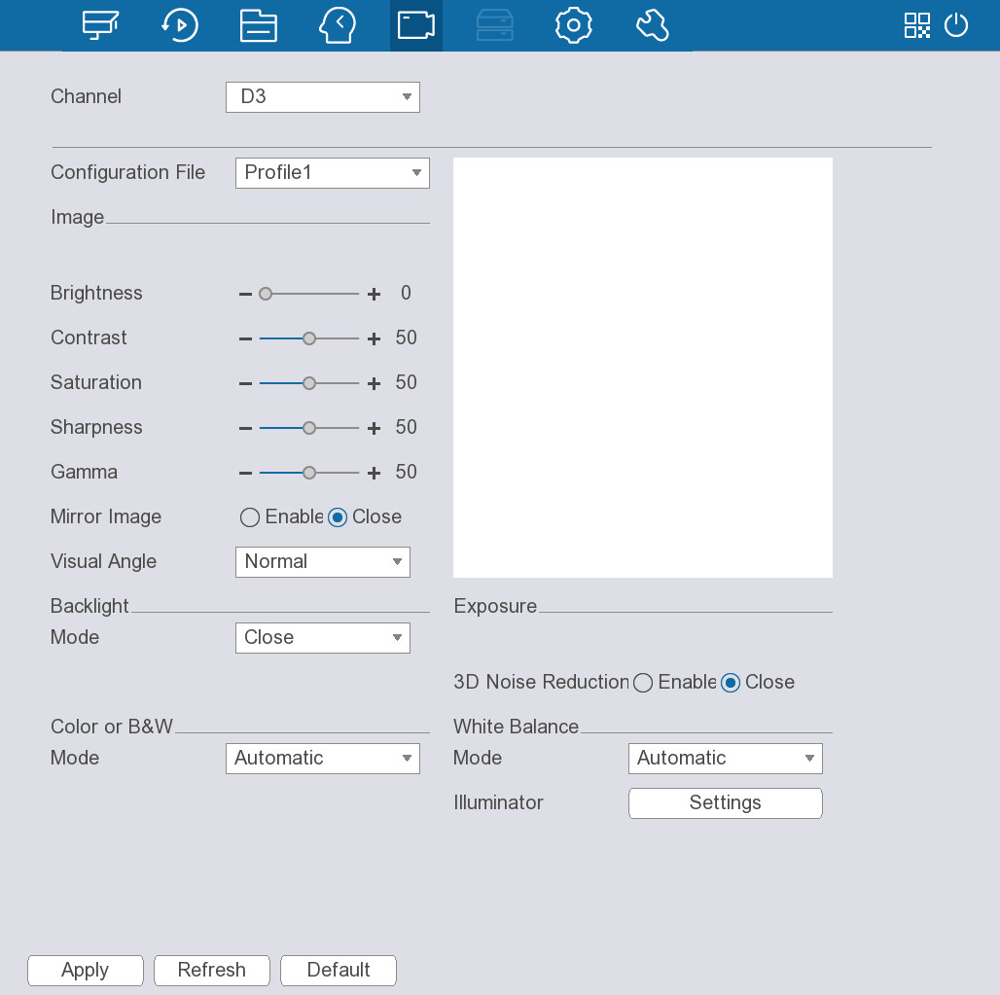 Channel D3
Configuration File Profile1
Image
Brightness 0
Contrast 50
Saturation 50
Sharpness 50
Gamma 50
Mirror Image Enable Close
Visual Angle Normal
Backlight Exposure
Mode Close
3D Noise Reduction Enable Close
Color or B&W White Balance
Mode Automatic Mode Automatic
Illuminator Settings
Apply Refresh Default